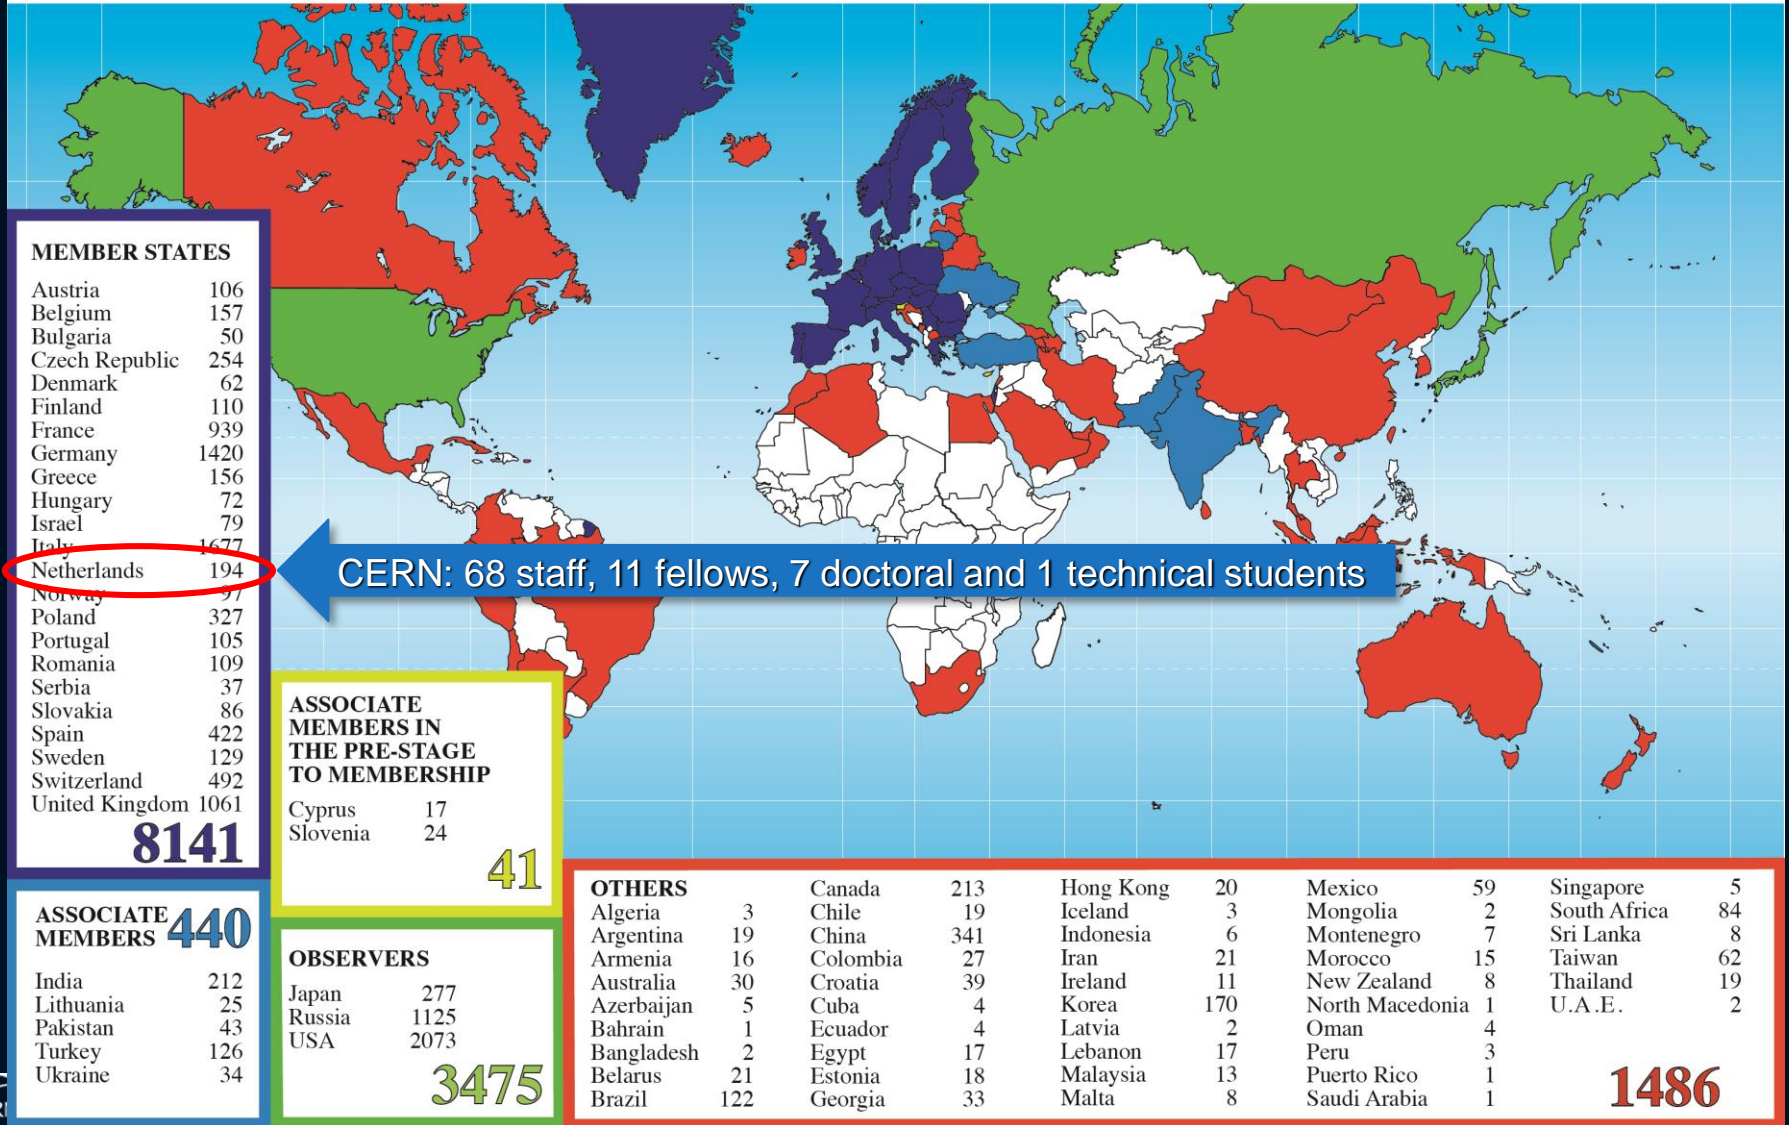 MEMBER STATES
Austria 106
Belgium 157
Bulgaria 50
Czech Republic 254
Denmark 62
Finland 110
France 939
Germany 1420
Greece 156
Hungary 72
Israel 79
Italy 1677
Netherlands 194
Norway 97
Poland 327
Portugal 105
Romania 109
Serbia 37
Slovakia 86
Spain 422
Sweden 129
Switzerland 492
United Kingdom 1061
8141
CERN: 68 staff, 11 fellows, 7 doctoral and 1 technical students
ASSOCIATE
MEMBERS 440
India 212
Lithuania 25
Pakistan 43
Turkey 126
Ukraine 34
ASSOCIATE
MEMBERS IN
THE PRE-STAGE
TO MEMBERSHIP
Cyprus 17
Slovenia 24
41
OBSERVERS
Japan 277
Russia 1125
USA 2073
3475
OTHERS
Algeria 3
Argentina 19
Armenia 16
Australia 30
Azerbaijan 5
Bahrain 1
Bangladesh 2
Belarus 21
Brazil 122
Canada 213
Chile 19
China 341
Colombia 27
Croatia 39
Cuba 4
Ecuador 4
Egypt 17
Estonia 18
Georgia 33
Hong Kong 20
Iceland 3
Indonesia 6
Iran 21
Ireland 11
Korea 170
Latvia 2
Lebanon 17
Malaysia 13
Malta 8
Mexico 59
Mongolia 2
Montenegro 7
Morocco 15
New Zealand 8
North Macedonia 1
Oman 4
Peru 3
Puerto Rico 1
Saudi Arabia 1
Singapore 5
South Africa 84
Sri Lanka 8
Taiwan 62
Thailand 19
U.A.E. 2
1486